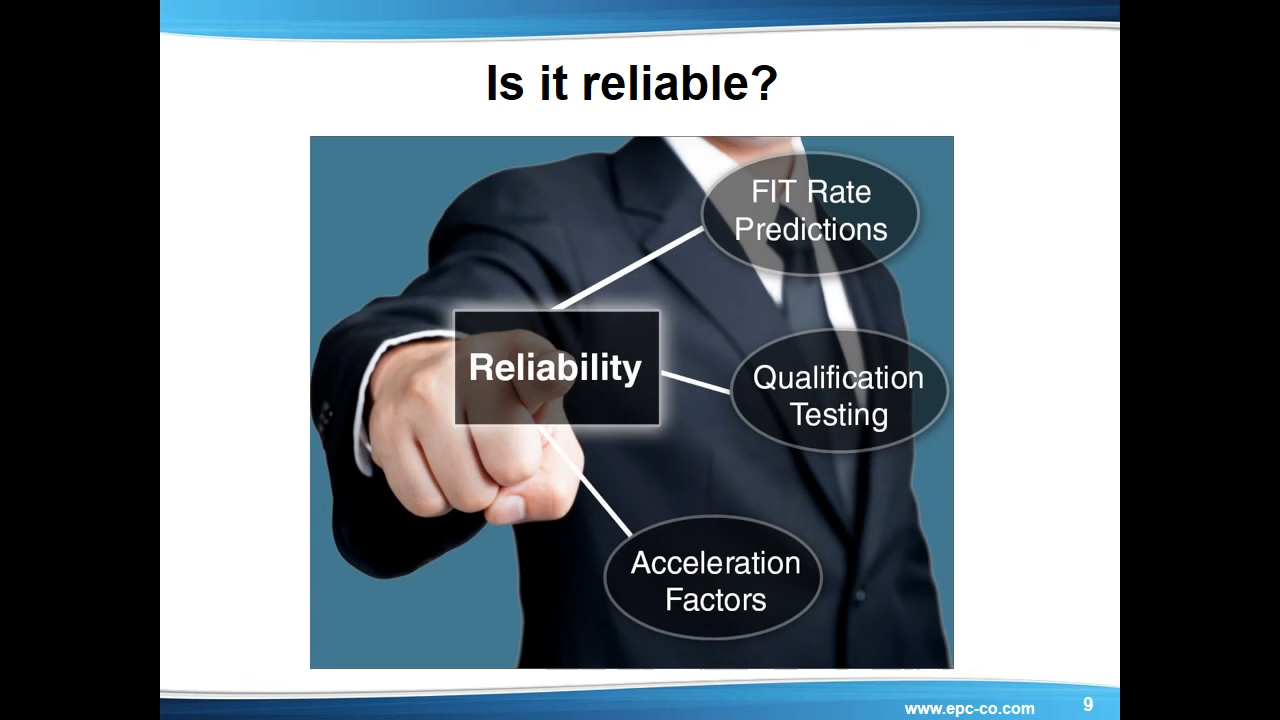 Is it reliable?
FIT Rate
Predictions
Reliability
Qualification
Testing
Acceleration
Factors
www.epc-co.com
9